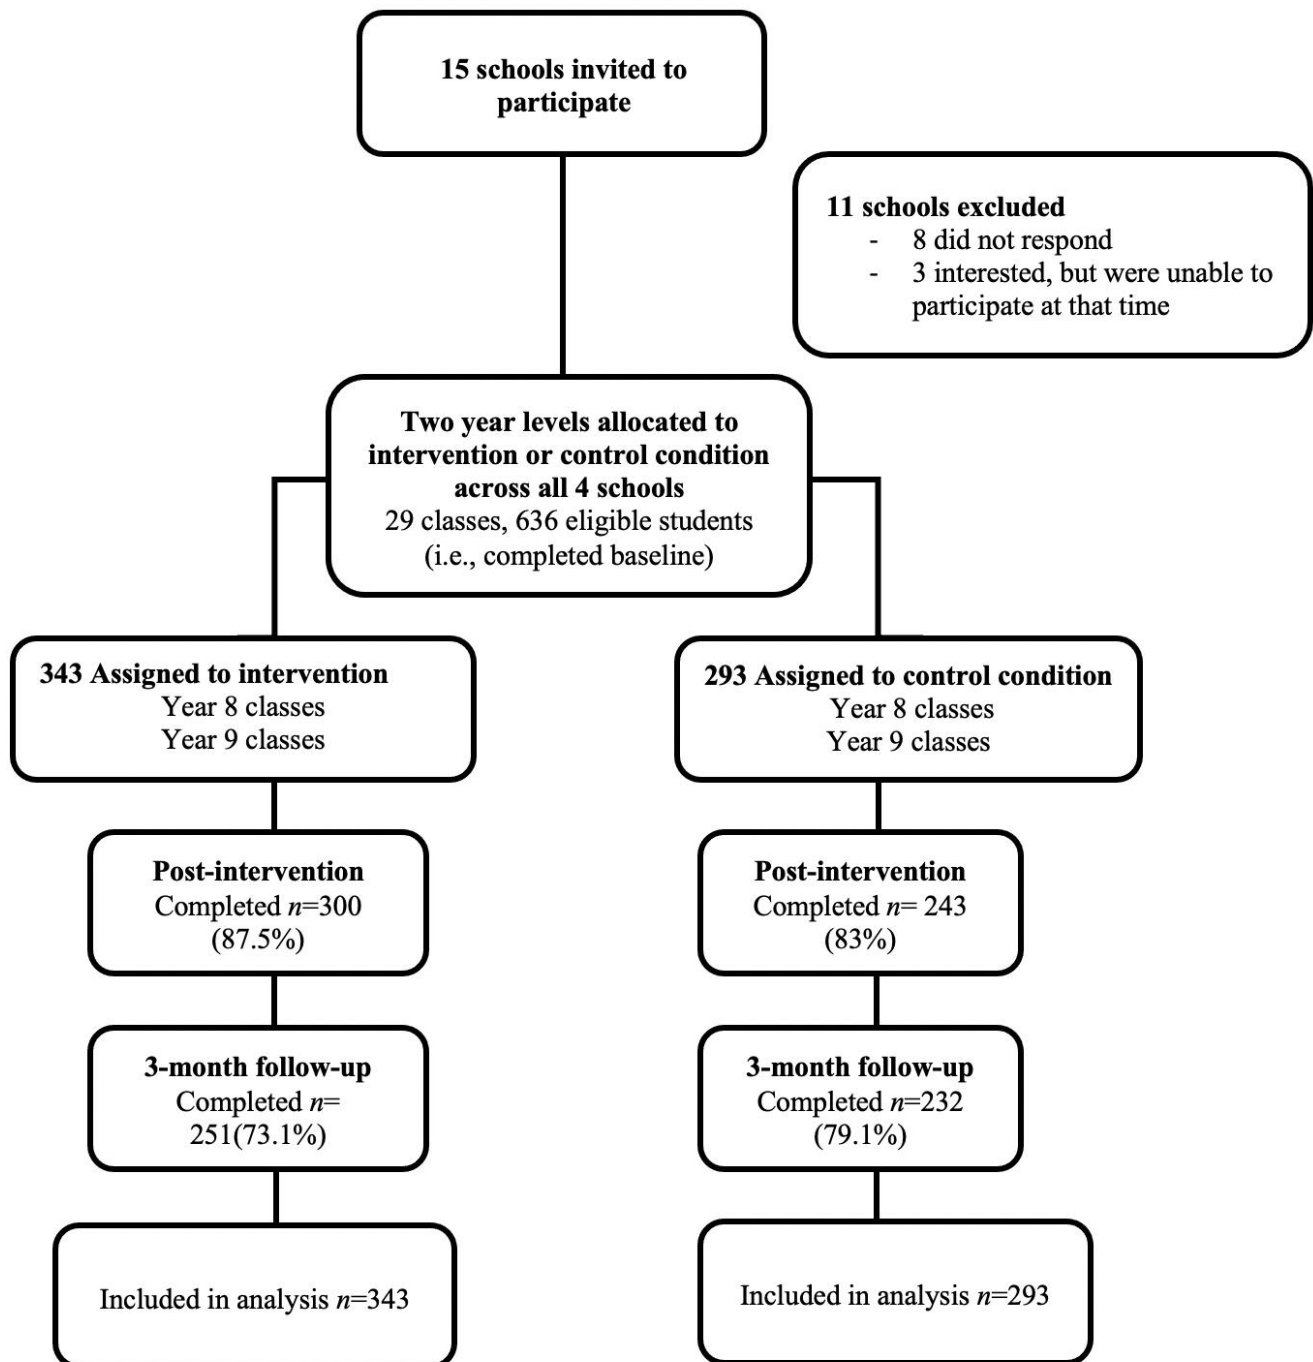 15 schools invited to
participate
11 schools excluded
- 8 did not respond
- 3 interested, but were unable to
participate at that time
Two year levels allocated to
intervention or control condition
across all 4 schools
29 classes, 636 eligible students
(i.e., completed baseline)
343 Assigned to intervention
Year 8 classes
Year 9 classes
293 Assigned to control condition
Year 8 classes
Year 9 classes
Post-intervention
Completed n=300
(87.5%)
Post-intervention
Completed n= 243
(83%)
3-month follow-up
Completed n=
251(73.1%)
3-month follow-up
Completed n=232
(79.1%)
Included in analysis n=343
Included in analysis n=293